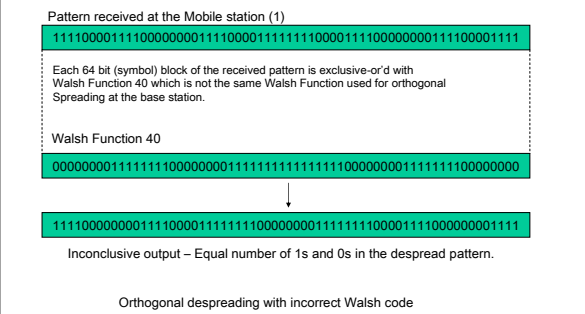 Pattern received at the Mobile station (1)
1111000011110000000011110000111111110000111100000000111100001111
Each 64 bit (symbol) block of the received pattern is exclusive-or'd with
Walsh Function 40 which is not the same Walsh Function used for orthogonal
Spreading at the base station.
Walsh Function 40
0000000011111111000000001111111111111111000000001111111100000000
1111000000001111000011111111000000001111111100001111000000001111
Inconclusive output – Equal number of 1s and 0s in the despread pattern.
Orthogonal despreading with incorrect Walsh code